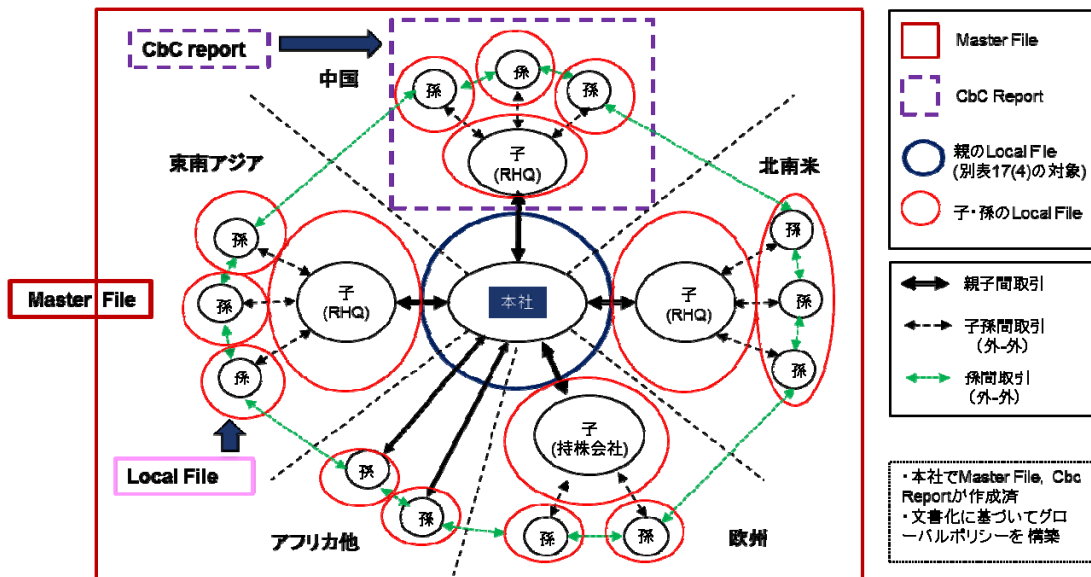 CbC report
中国
孫
孫
孫
子
(RHQ)
東南アジア
北南米
孫
孫
孫
子
(RHQ)
本社
子
(RHQ)
孫
孫
孫
Master File
Local File
子
(持株会社)
孫
孫
孫
孫
アフリカ他
欧州
Master File
CbC Report
親のLocal File
(別表17(4)の対象)
子・孫のLocal File
親子間取引
子孫間取引
(外-外)
孫間取引
(外-外)
・本社でMaster File, Cbc
Reportが作成済
・文書化に基づいてグロ
ーバルポリシーを構築